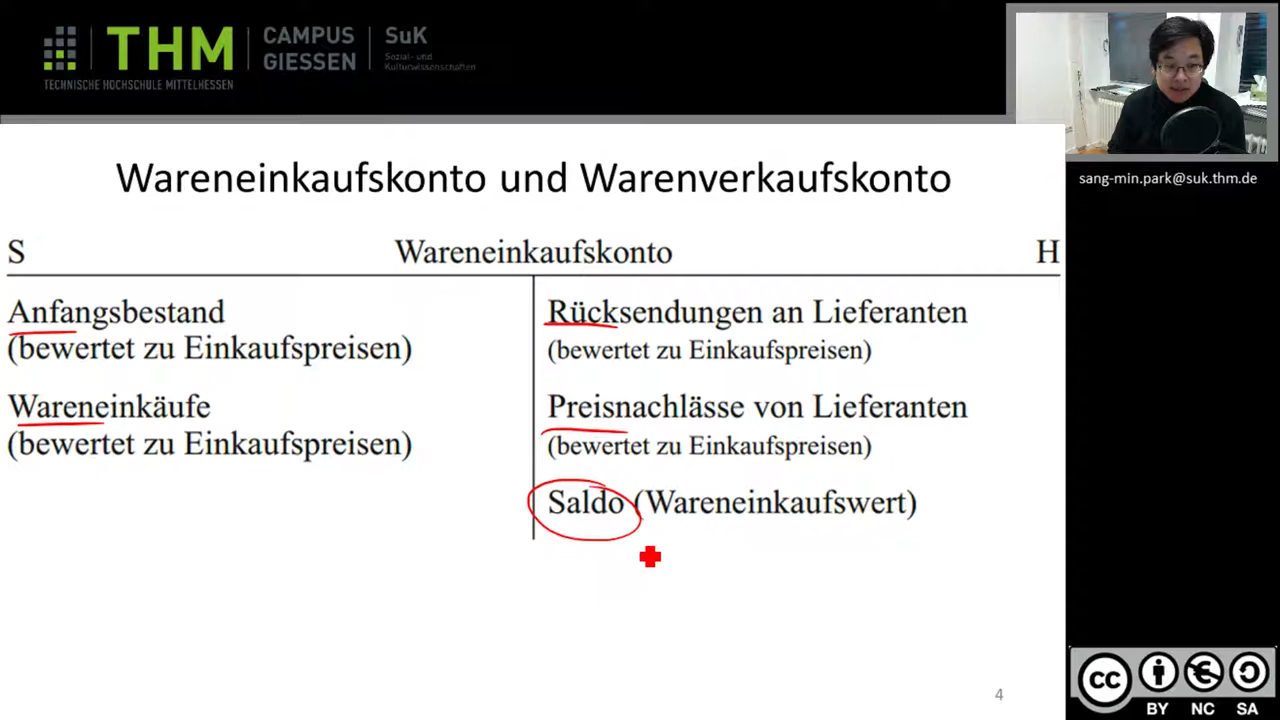 THM
CAMPUS
GIESSEN
SuK
Sozial- und
Kulturwissenschaften
TECHNISCHE HOCHSCHULE MITTELHESSEN
sang-min.park@suk.thm.de
Wareneinkaufskonto und Warenverkaufskonto
S Wareneinkaufskonto H
Anfangsbestand
(bewertet zu Einkaufspreisen)
Wareneinkäufe
(bewertet zu Einkaufspreisen)
Rücksendungen an Lieferanten
(bewertet zu Einkaufspreisen)
Preisnachlässe von Lieferanten
(bewertet zu Einkaufspreisen)
Saldo (Wareneinkaufswert)
4
cc
BY NC SA